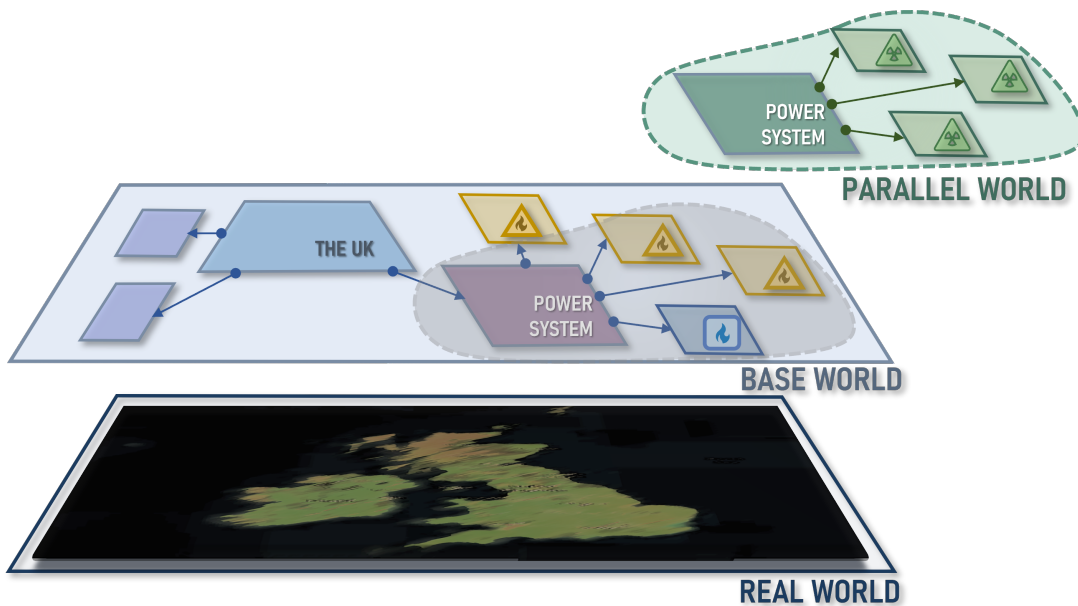 POWER
SYSTEM
PARALLEL WORLD
THE UK
POWER
SYSTEM
BASE WORLD
REAL WORLD